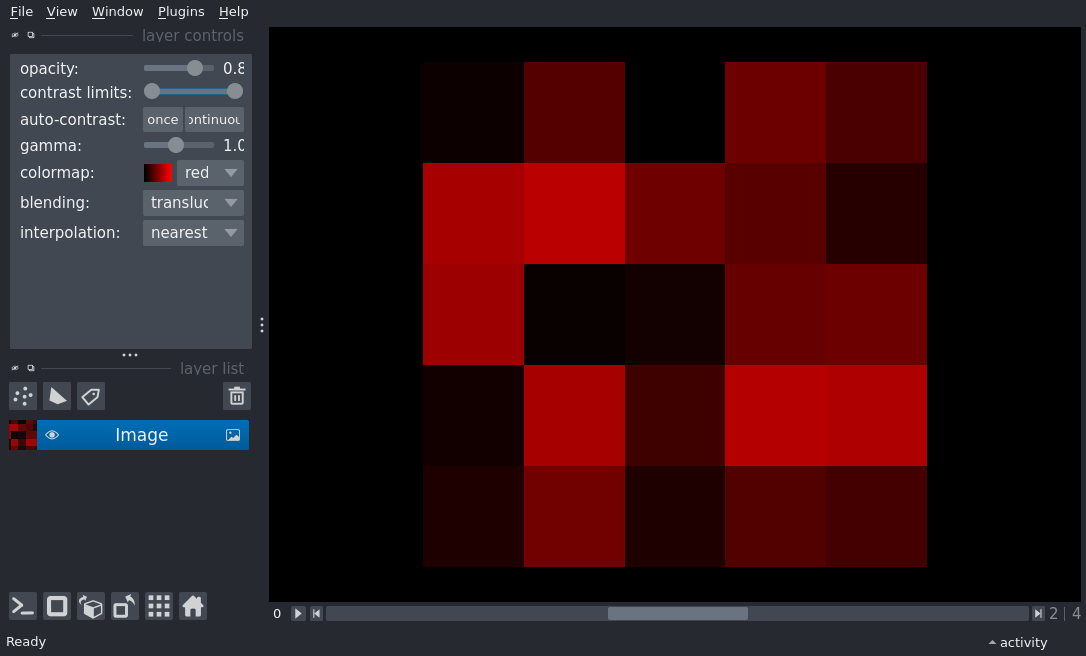 File View Window Plugins Help
layer controls
opacity: 0.8
contrast limits:
auto-contrast: once ontinuou
gamma: 1.0
colormap: red
blending: transluc
interpolation: nearest
layer list
Image
0 2 | 4
Ready activity